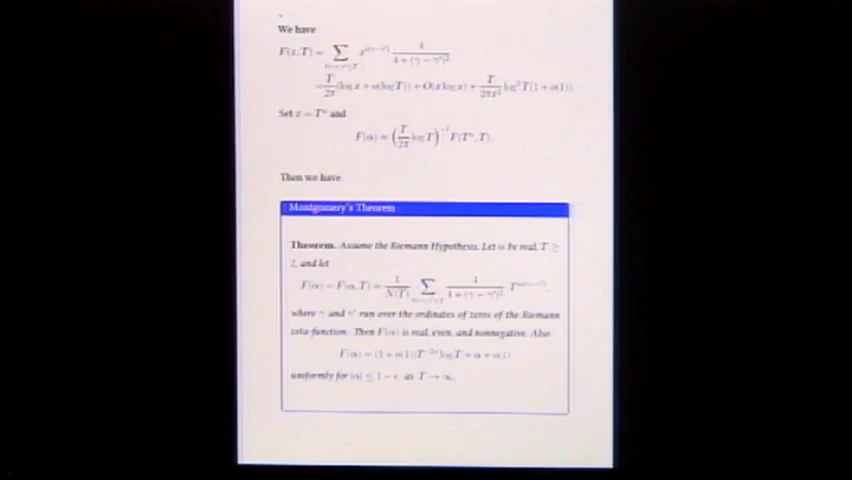 We have
F(x, T) = ∑ x^{i(γ−γ′)} 4 / 4 + (γ − γ′)²
T / 2π (log x + o(log T)) + O(x log x) + T / 2πx² log² T(1 + o(1)).
Set x = T^α and
F(α) = (T / 2π log T)^{−1} F(T^α, T).
Then we have
Montgomery's Theorem
Theorem. Assume the Riemann Hypothesis. Let α be real, T ≥
2, and let
F(α) = F(α, T) = 1 / N(T) ∑ 4 / 4 + (γ − γ′)² T^{iα(γ−γ′)},
where γ and γ′ run over the ordinates of zeros of the Riemann
zeta-function. Then F(α) is real, even, and nonnegative. Also
F(α) = (1 + o(1))T^{−2α} log T + α + o(1)
uniformly for |α| ≤ 1 − ϵ as T → ∞.